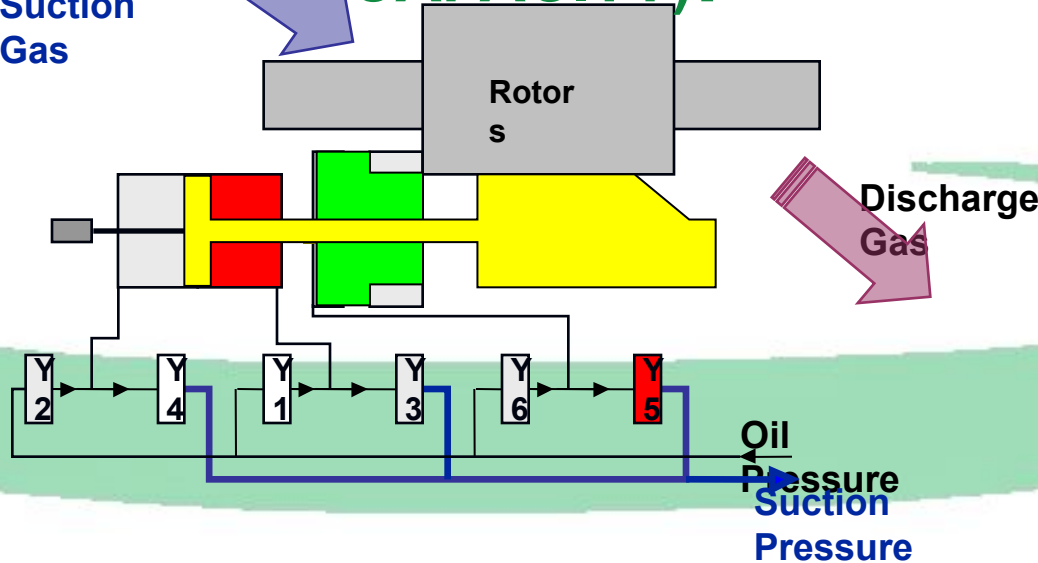 Suction
Gas
Rotor
s
Discharge
Gas
Y
2
Y
4
Y
1
Y
3
Y
6
Y
5
Oil
Pressure
Suction
Pressure